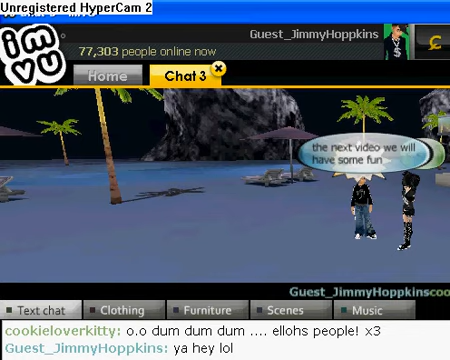 Unregistered HyperCam 2
imvu
Guest_JimmyHoppkins
77,303 people online now
Home
Chat 3
the next video we will
have some fun
Guest_JimmyHoppkinscoo
Text chat Clothing Furniture Scenes Music
cookieloverkitty: o.o dum dum dum .... ellohs people! x3
Guest_JimmyHoppkins: ya hey lol